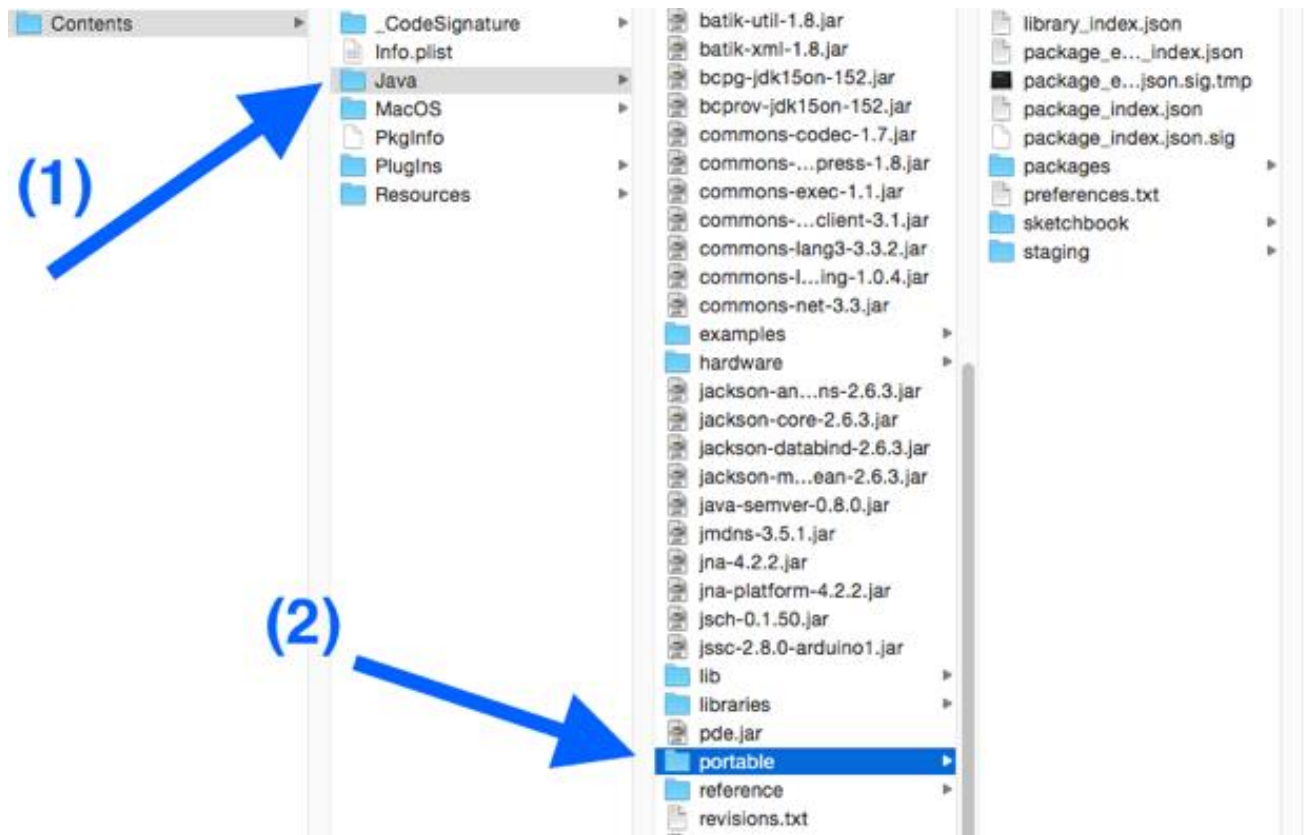 Contents
_CodeSignature
Info.plist
Java
MacOS
PkgInfo
PlugIns
Resources
(1)
batik-util-1.8.jar
batik-xml-1.8.jar
bcpg-jdk15on-152.jar
bcprov-jdk15on-152.jar
commons-codec-1.7.jar
commons-...press-1.8.jar
commons-exec-1.1.jar
commons-...client-3.1.jar
commons-lang3-3.3.2.jar
commons-l...ing-1.0.4.jar
commons-net-3.3.jar
examples
hardware
jackson-an...ns-2.6.3.jar
jackson-core-2.6.3.jar
jackson-databind-2.6.3.jar
jackson-m...ean-2.6.3.jar
java-semver-0.8.0.jar
jmdns-3.5.1.jar
jna-4.2.2.jar
jna-platform-4.2.2.jar
jsch-0.1.50.jar
jssc-2.8.0-arduino1.jar
lib
libraries
pde.jar
portable
reference
revisions.txt
(2)
library_index.json
package_e..._index.json
package_e...json.sig.tmp
package_index.json
package_index.json.sig
packages
preferences.txt
sketchbook
staging